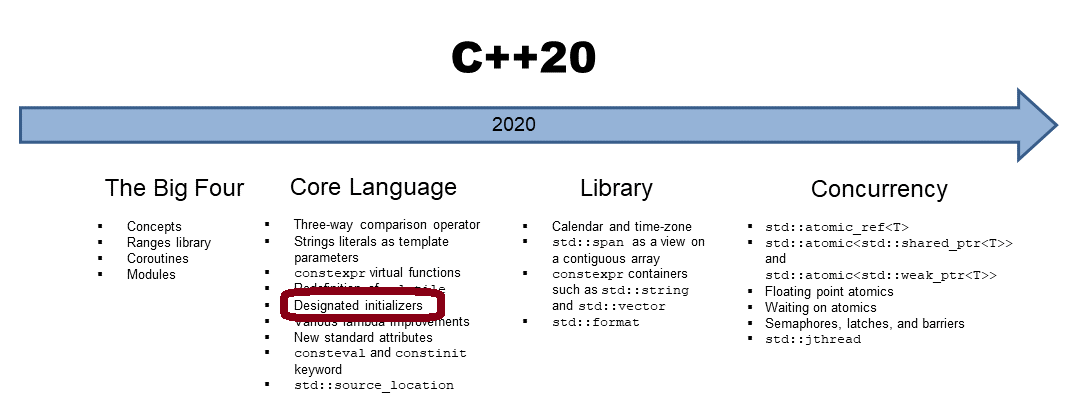 C++20
2020
The Big Four
Concepts
Ranges library
Coroutines
Modules
Core Language
Three-way comparison operator
Strings literals as template
parameters
constexpr virtual functions
Redefinition of volatile
Designated initializers
Various lambda improvements
New standard attributes
consteval and constinit
keyword
std::source_location
Library
Calendar and time-zone
std::span as a view on
a contiguous array
constexpr containers
such as std::string
and std::vector
std::format
Concurrency
std::atomic_ref<T>
std::atomic<std::shared_ptr<T>>
and
std::atomic<std::weak_ptr<T>>
Floating point atomics
Waiting on atomics
Semaphores, latches, and barriers
std::jthread